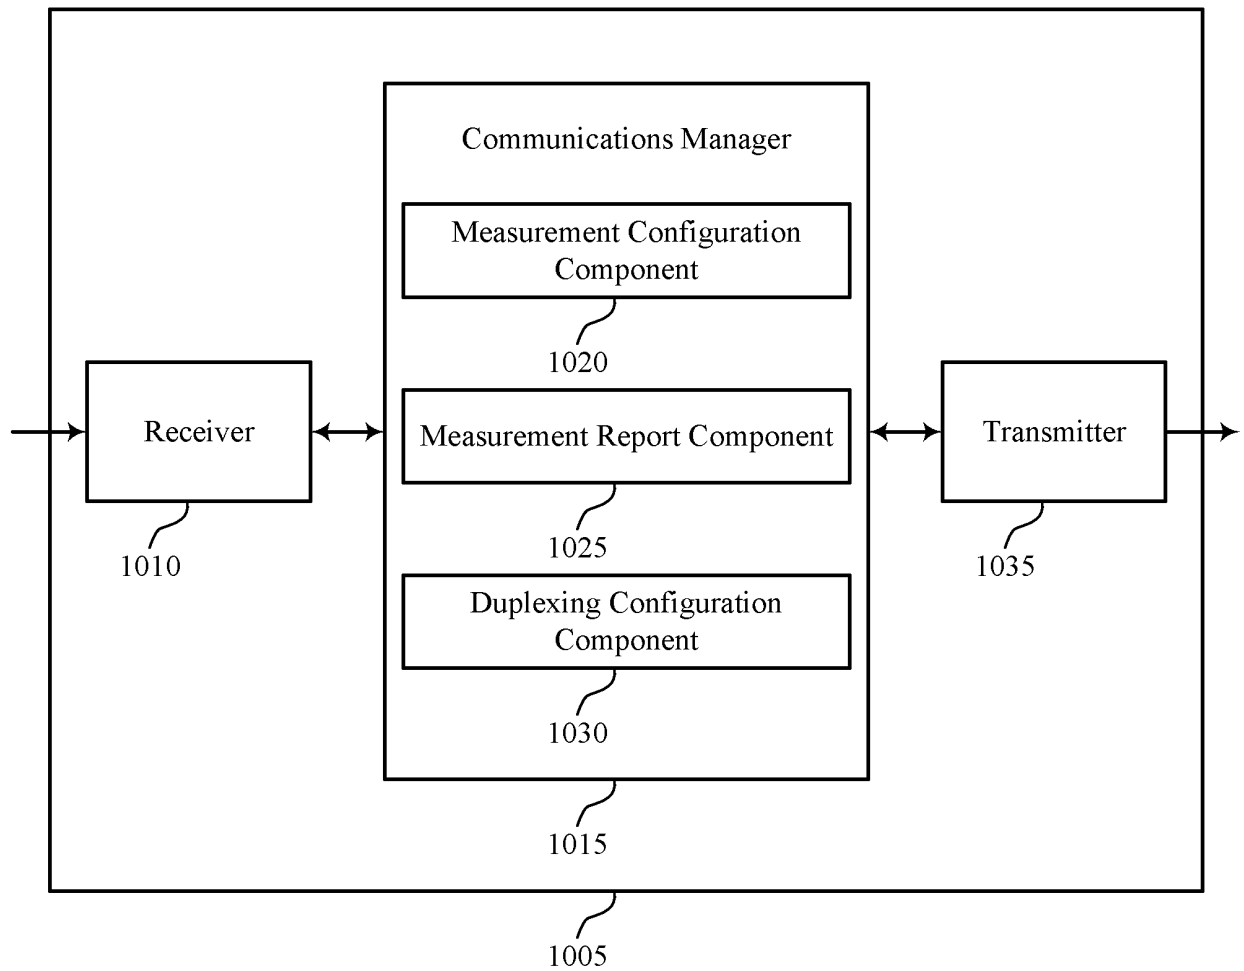 Communications Manager
Measurement Configuration
Component
1020
Receiver
1010
Measurement Report Component
1025
Transmitter
1035
Duplexing Configuration
Component
1030
1015
1005